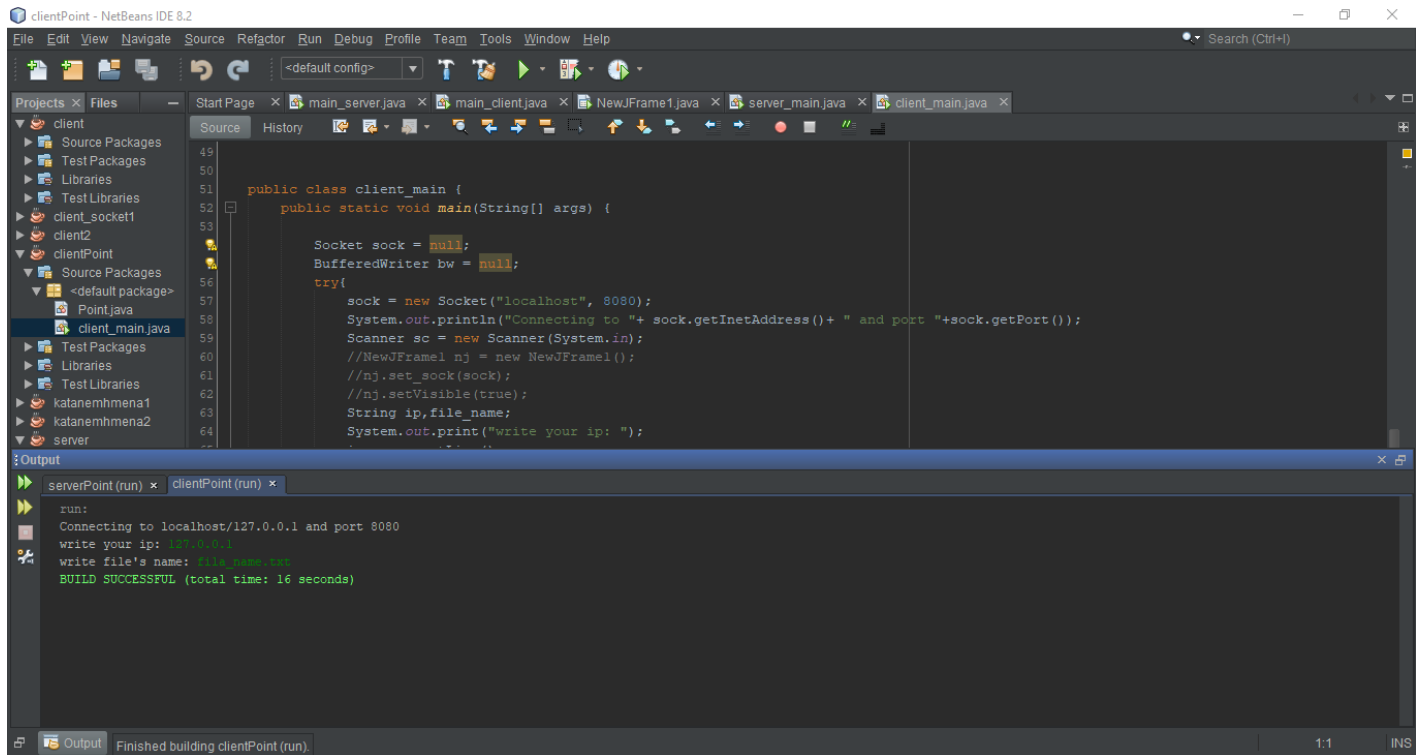 clientPoint - NetBeans IDE 8.2
File Edit View Navigate Source Refactor Run Debug Profile Team Tools Window Help
Search (Ctrl+I)
<default config>
Projects Files
Start Page main_server.java main_client.java NewJFrame1.java server_main.java client_main.java
Source History
client
Source Packages
Test Packages
Libraries
Test Libraries
client_socket1
client2
clientPoint
Source Packages
<default package>
Point.java
client_main.java
Test Packages
Libraries
Test Libraries
katanemhmena1
katanemhmena2
server
49
50
51 public class client_main {
52 public static void main(String[] args) {
53
Socket sock = null;
BufferedWriter bw = null;
56 try{
57 sock = new Socket("localhost", 8080);
58 System.out.println("Connecting to "+ sock.getInetAddress()+ " and port "+sock.getPort());
59 Scanner sc = new Scanner(System.in);
60 //NewJFrame1 nj = new NewJFrame1();
61 //nj.set_sock(sock);
62 //nj.setVisible(true);
63 String ip,file_name;
64 System.out.print("write your ip: ");
Output
serverPoint (run) clientPoint (run)
run:
Connecting to localhost/127.0.0.1 and port 8080
write your ip: 127.0.0.1
write file's name: fila_name.txt
BUILD SUCCESSFUL (total time: 16 seconds)
Output Finished building clientPoint (run).
1:1 INS